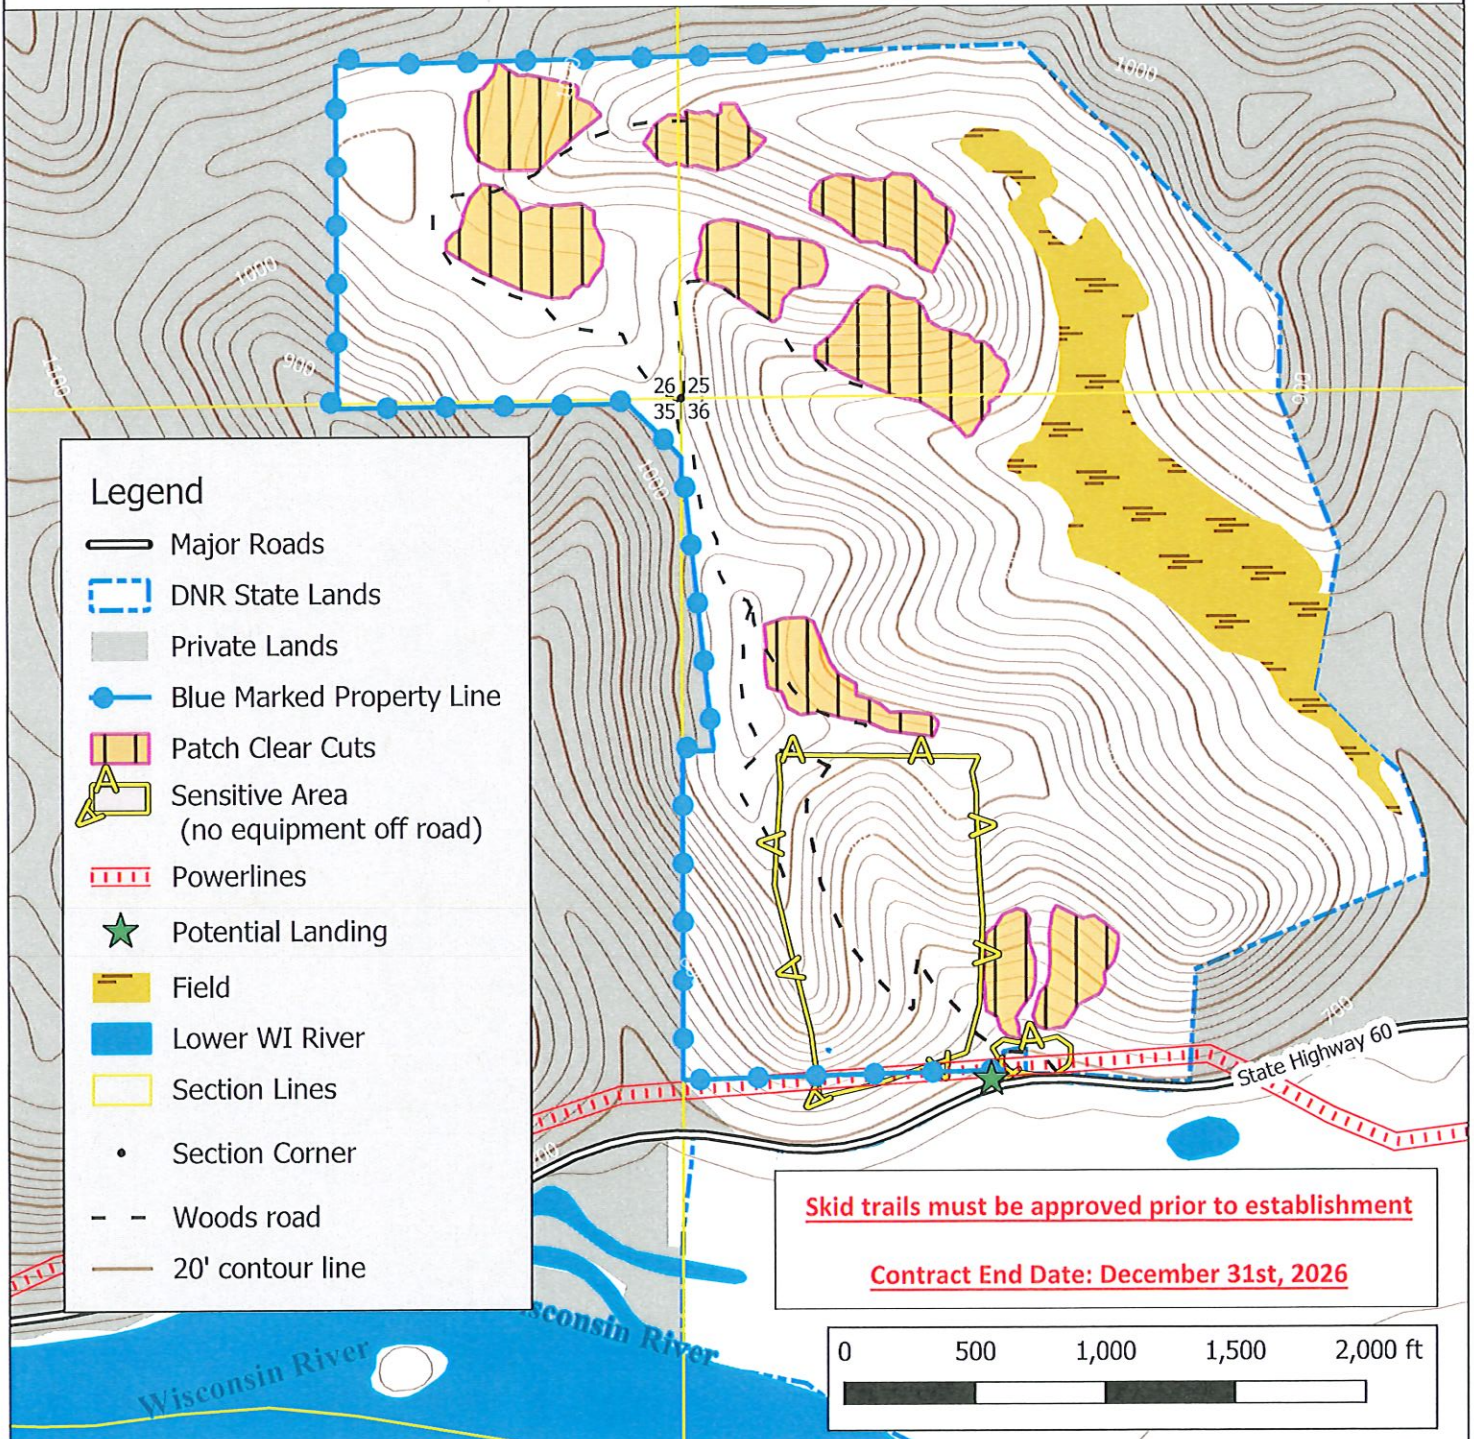 1000
1000
1000
900
1100
900
26 25
35 36
1000
Legend
Major Roads
DNR State Lands
Private Lands
Blue Marked Property Line
Patch Clear Cuts
A
A
Sensitive Area
(no equipment off road)
Powerlines
Potential Landing
Field
Lower WI River
Section Lines
Section Corner
Woods road
20' contour line
A A
A
A
A
A
A
A
700
State Highway 60
Skid trails must be approved prior to establishment
Contract End Date: December 31st, 2026
Wisconsin River
0 500 1,000 1,500 2,000 ft